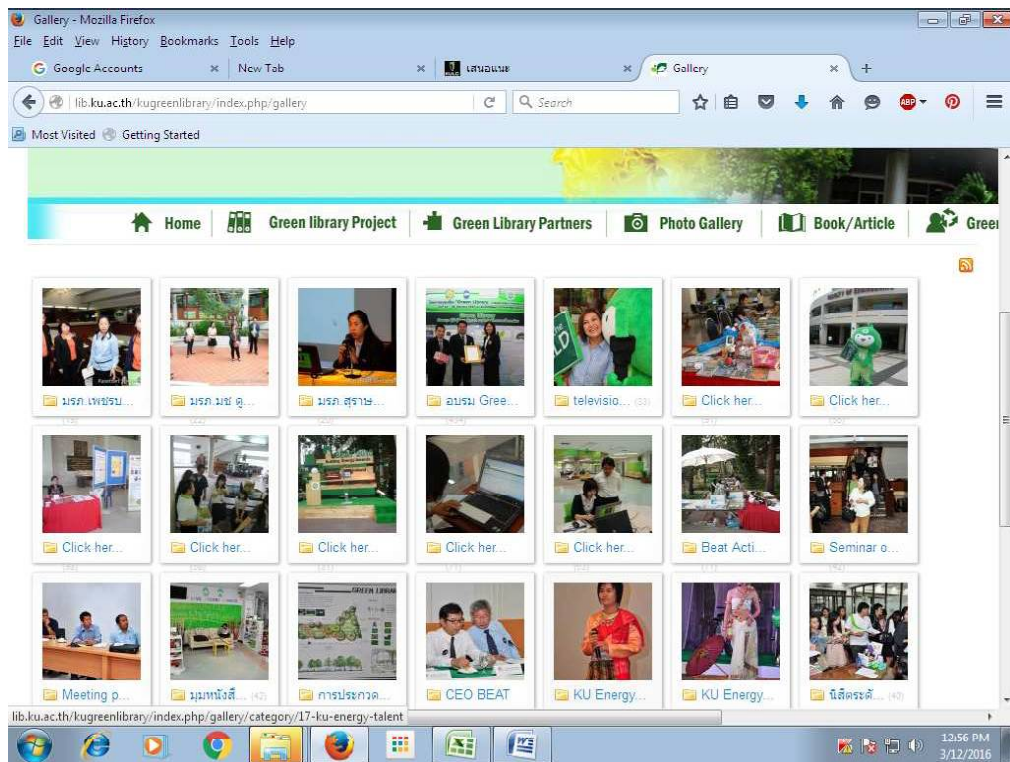 Gallery - Mozilla Firefox
File Edit View History Bookmarks Tools Help
Google Accounts New Tab เสนอแนะ Gallery
lib.ku.ac.th/kugreenlibrary/index.php/gallery Search ABP
Most Visited Getting Started
Home Green library Project Green Library Partners Photo Gallery Book/Article Green
มรภ.เพชรบ... มรภ.มช ดู... มรภ.สุราษ... อบรม Gree... televisio... (33) Click her... Click her...
Click her... Click her... Click her... Click her... Click her... Beat Acti... Seminar o...
GREEN LIBRARY
Meeting p... มุมหนังสื... (42) การประกวด... CEO BEAT KU Energy... KU Energy... นิสิตระดั... (40)
lib.ku.ac.th/kugreenlibrary/index.php/gallery/category/17-ku-energy-talent
12:56 PM
3/12/2016